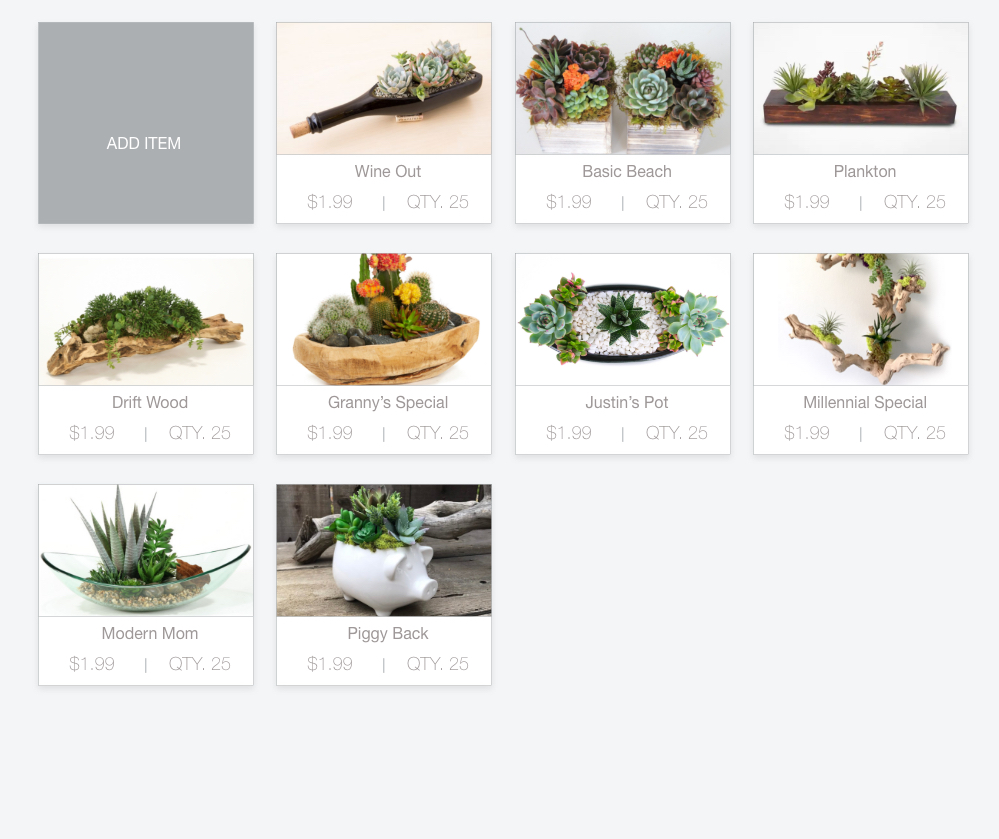 ADD ITEM
Wine Out
$1.99 | QTY. 25
Basic Beach
$1.99 | QTY. 25
Plankton
$1.99 | QTY. 25
Drift Wood
$1.99 | QTY. 25
Granny’s Special
$1.99 | QTY. 25
Justin’s Pot
$1.99 | QTY. 25
Millennial Special
$1.99 | QTY. 25
Modern Mom
$1.99 | QTY. 25
Piggy Back
$1.99 | QTY. 25